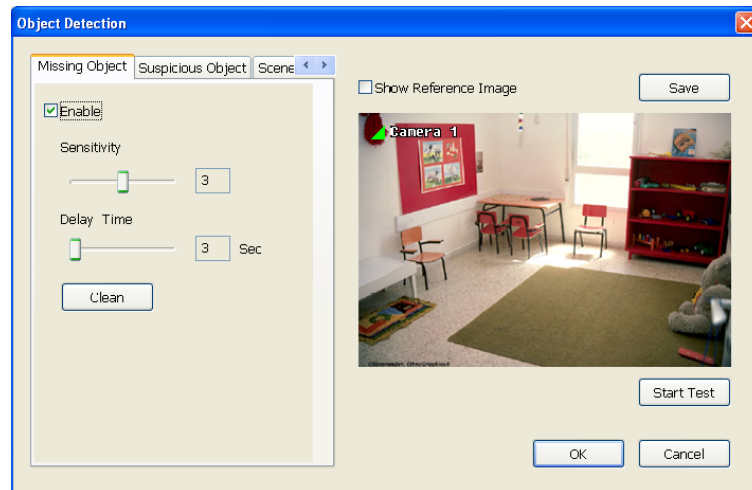 Object Detection
Missing Object
Suspicious Object
Scene
Enable
Sensitivity
3
Delay Time
3 Sec
Clean
Show Reference Image
Save
Camera 1
Start Test
OK
Cancel